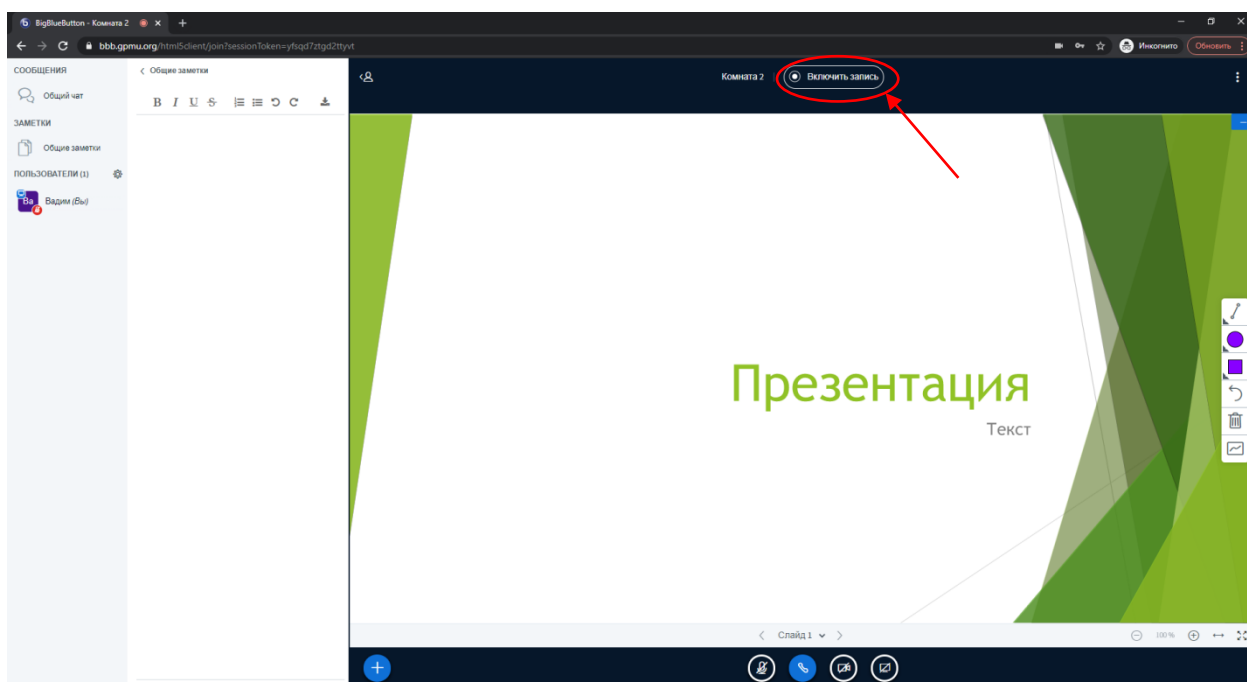 BigBlueButton - Комната 2
bbb.gpmu.org/html5client/join?sessionToken=yfsqd7ztgd2ttyvt
Инкогнито
Обновить
СООБЩЕНИЯ
Общий чат
ЗАМЕТКИ
Общие заметки
ПОЛЬЗОВАТЕЛИ (1)
Ва
Вадим (Вы)
Общие заметки
B I U S
Комната 2
Включить запись
Презентация
Текст
Слайд 1
100%